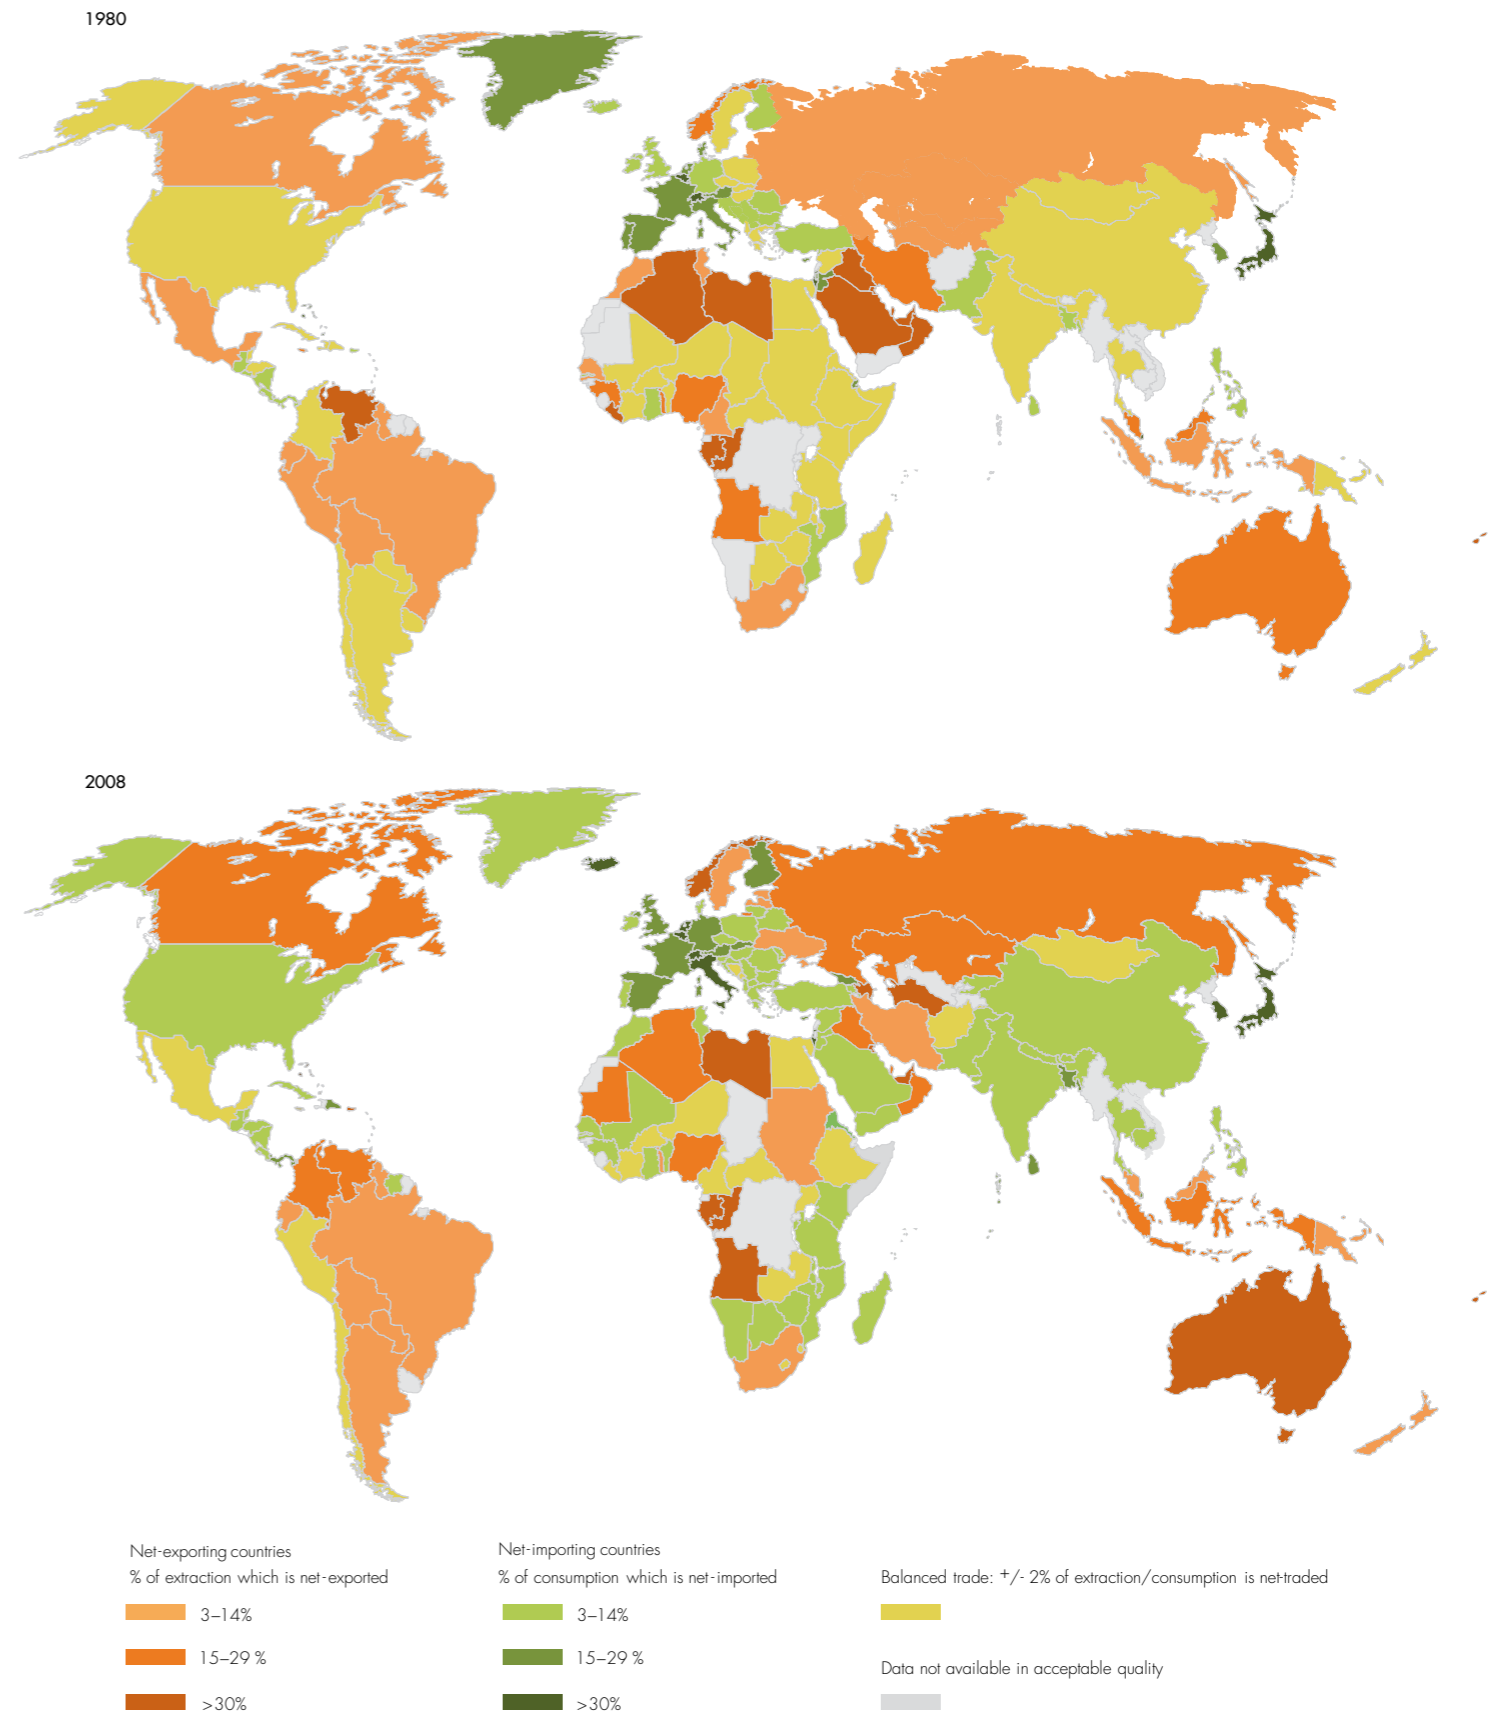 1980
2008
Net-exporting countries
% of extraction which is net-exported
3–14%
15–29 %
>30%
Net-importing countries
% of consumption which is net-imported
3–14%
15–29 %
>30%
Balanced trade: +/- 2% of extraction/consumption is net-traded
Data not available in acceptable quality